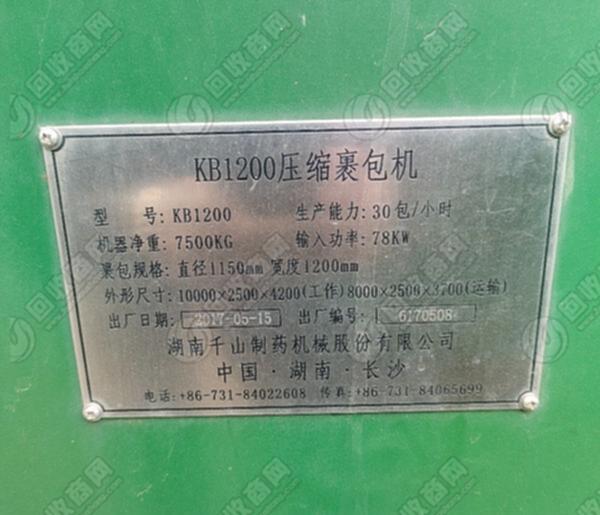 回收商网
KB1200压缩裹包机
型 号: KB1200 生产能力: 30包/小时
机器净重: 7500KG 输入功率: 78KW
裹包规格: 直径1150mm 宽度1200mm
外形尺寸: 10000×2500×4200(工作)8000×2500×3700(运输)
出厂日期: 2017-05-15 出厂编号: 6170508
湖南千山制药机械股份有限公司
中国·湖南·长沙
电话: +86-731-84022608 传真: +86-731-84065699